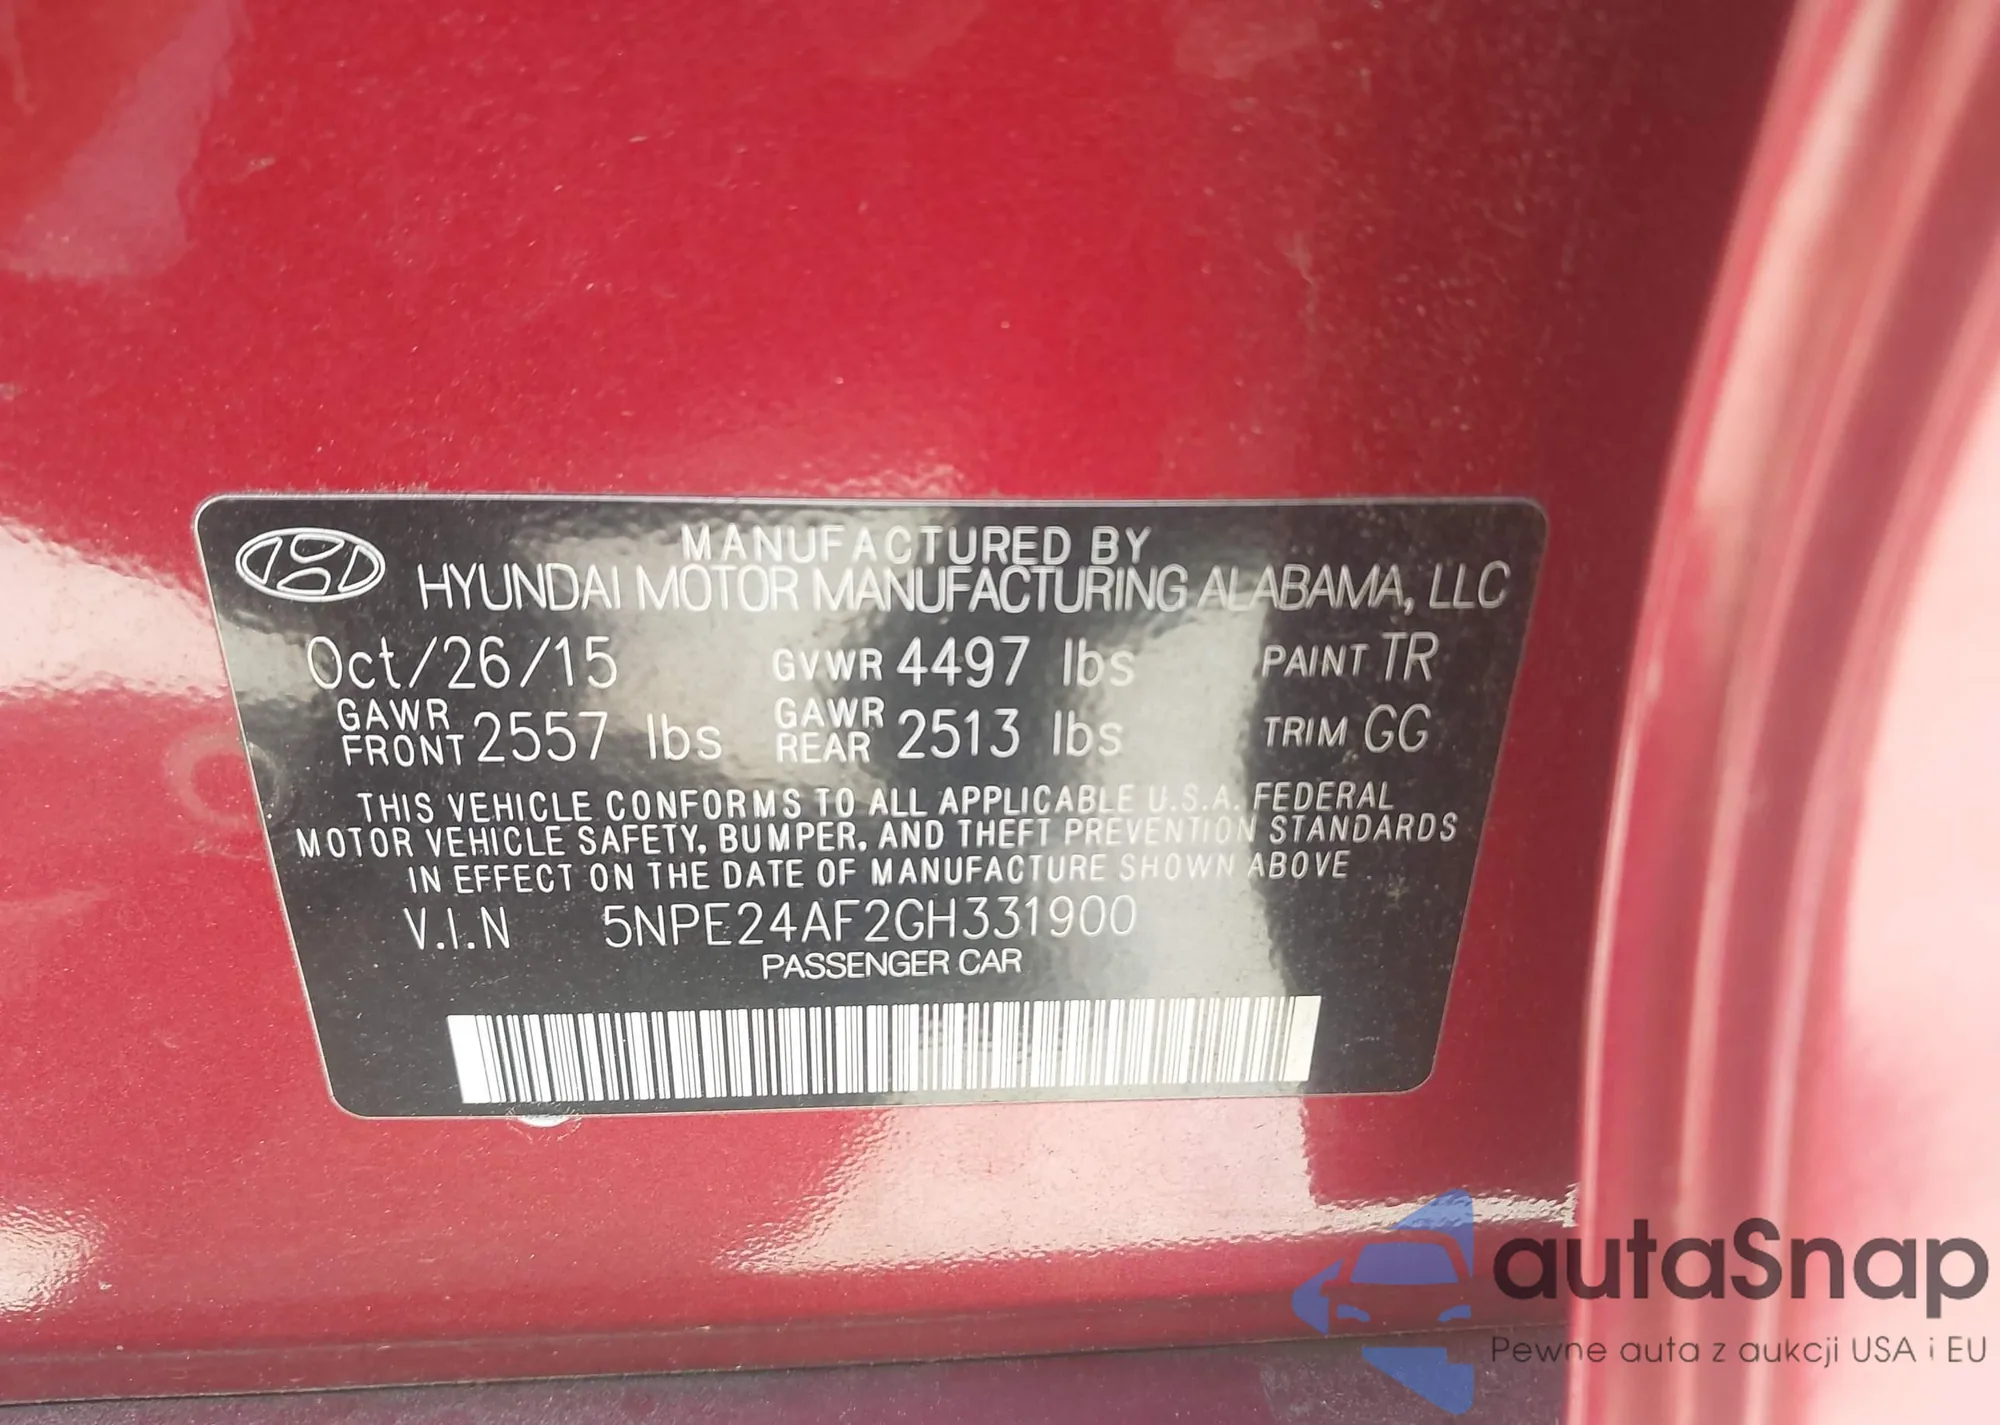 MANUFACTURED BY
HYUNDAI MOTOR MANUFACTURING ALABAMA, LLC
Oct/26/15 GVWR 4497 lbs PAINT TR
GAWR FRONT 2557 lbs GAWR REAR 2513 lbs TRIM GG
THIS VEHICLE CONFORMS TO ALL APPLICABLE U.S.A. FEDERAL
MOTOR VEHICLE SAFETY, BUMPER, AND THEFT PREVENTION STANDARDS
IN EFFECT ON THE DATE OF MANUFACTURE SHOWN ABOVE
V.I.N 5NPE24AF2GH331900
PASSENGER CAR
autaSnap
Pewne auta z aukcji USA i EU